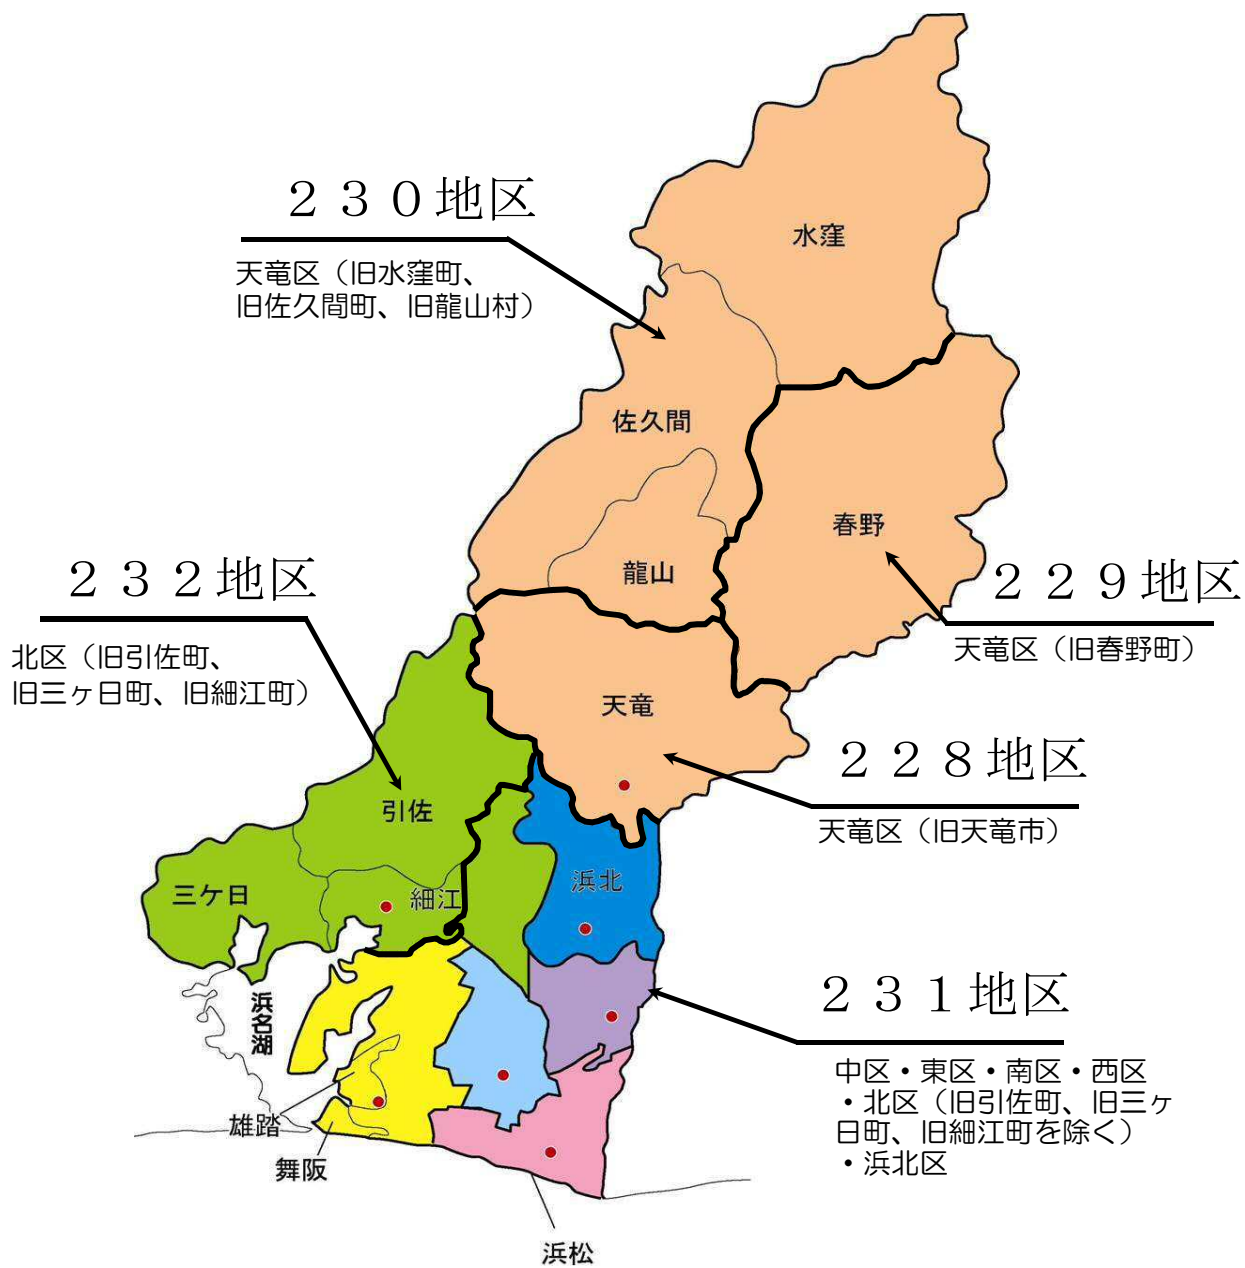 水窪
２３０地区
天竜区（旧水窪町、
旧佐久間町、旧龍山村）
佐久間
春野
龍山
２３２地区
北区（旧引佐町、
旧三ヶ日町、旧細江町）
２２９地区
天竜区（旧春野町）
天竜
２２８地区
天竜区（旧天竜市）
引佐
三ケ日
細江
浜北
浜名湖
２３１地区
中区・東区・南区・西区
・北区（旧引佐町、旧三ヶ
日町、旧細江町を除く）
・浜北区
雄踏
舞阪
浜松